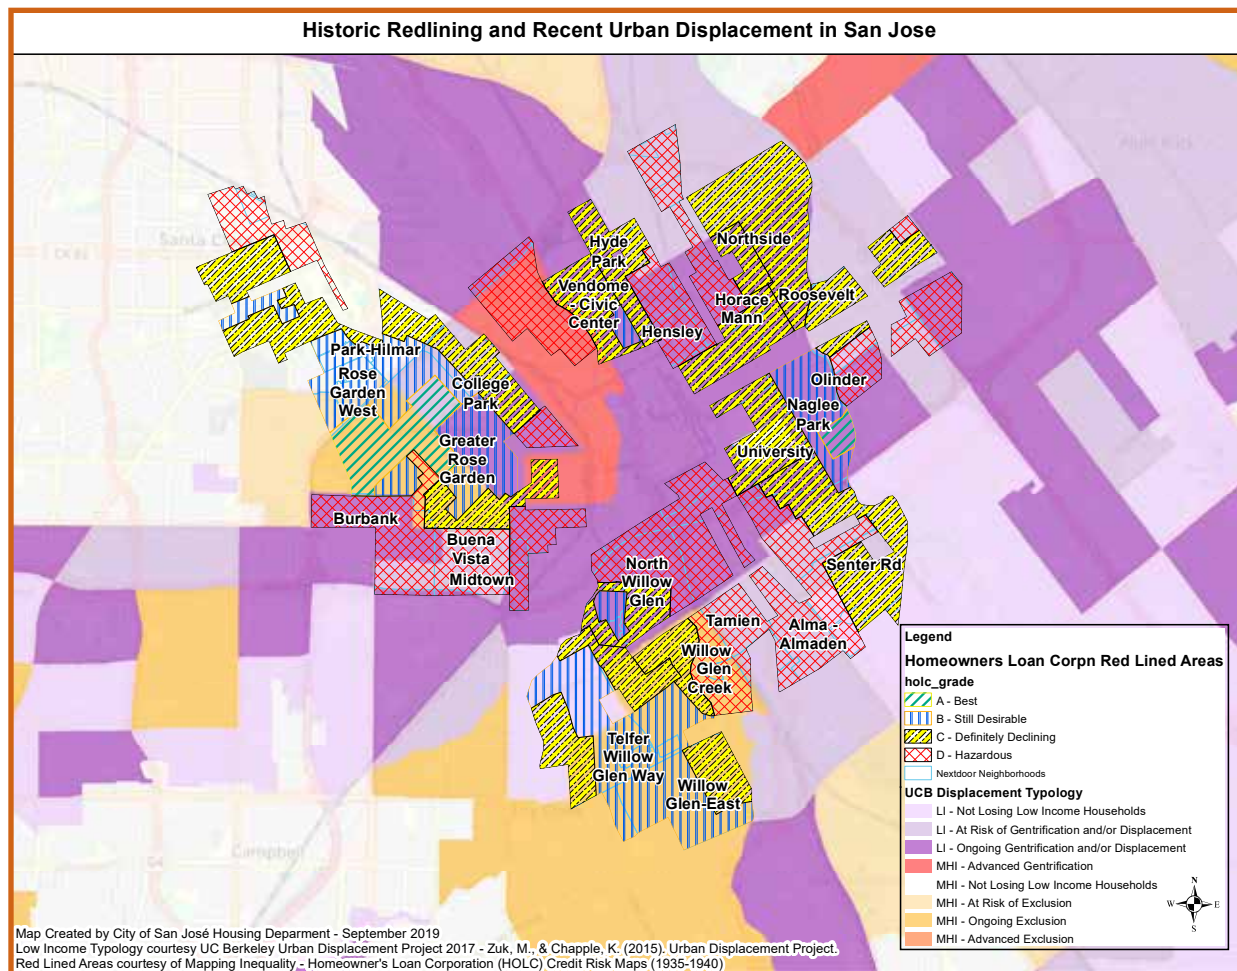 Historic Redlining and Recent Urban Displacement in San Jose
Santa Cl
Plum Rock
Hyde
Park
Northside
Vendome
- Civic
Center
Roosevelt
Horace
Mann
Hensley
Park-Hilmar
Rose
Garden
West
College
Park
Olinder
Naglee
Park
Greater
Rose
Garden
University
Burbank
Buena
Vista
Midtown
North
Willow
Glen
Senter Rd
Tamien
Alma -
Almaden
Willow
Glen
Creek
Telfer
Willow
Glen Way
Willow
Glen-East
Campbell
Legend
Homeowners Loan Corpn Red Lined Areas
holc_grade
A - Best
B - Still Desirable
C - Definitely Declining
D - Hazardous
Nextdoor Neighborhoods
UCB Displacement Typology
LI - Not Losing Low Income Households
LI - At Risk of Gentrification and/or Displacement
LI - Ongoing Gentrification and/or Displacement
MHI - Advanced Gentrification
MHI - Not Losing Low Income Households
MHI - At Risk of Exclusion
MHI - Ongoing Exclusion
MHI - Advanced Exclusion
N
W E
S
Map Created by City of San José Housing Deparment - September 2019
Low Income Typology courtesy UC Berkeley Urban Displacement Project 2017 - Zuk, M., & Chapple, K. (2015). Urban Displacement Project.
Red Lined Areas courtesy of Mapping Inequality - Homeowner's Loan Corporation (HOLC) Credit Risk Maps (1935-1940)